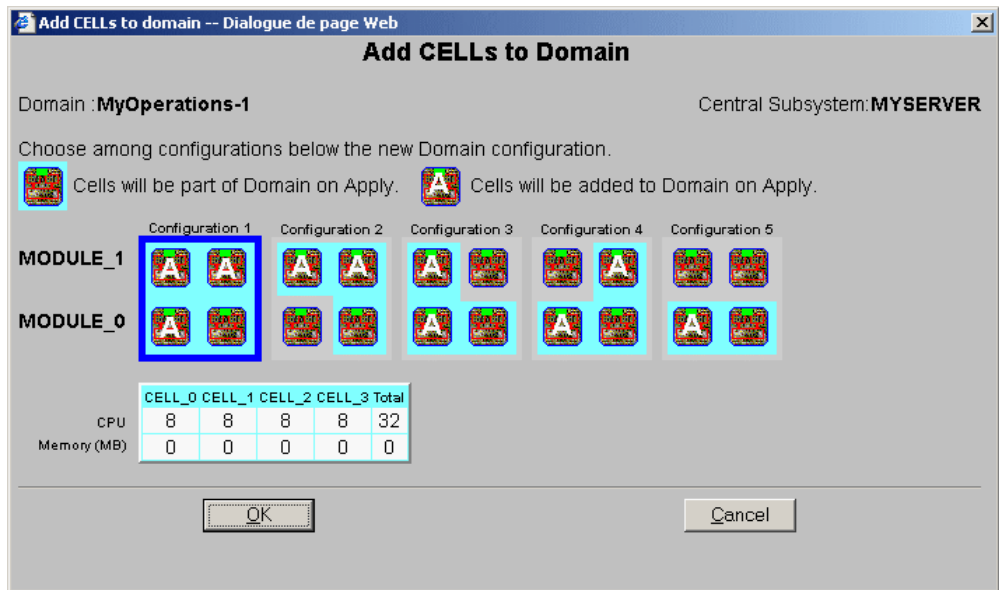 Add CELLs to domain -- Dialogue de page Web
Add CELLs to Domain
Domain :MyOperations-1 Central Subsystem:MYSERVER
Choose among configurations below the new Domain configuration.
Cells will be part of Domain on Apply. A Cells will be added to Domain on Apply.
Configuration 1 Configuration 2 Configuration 3 Configuration 4 Configuration 5
MODULE_1 A A A A A A
MODULE_0 A A A A
CELL_0 CELL_1 CELL_2 CELL_3 Total
CPU 8 8 8 8 32
Memory (MB) 0 0 0 0 0
OK Cancel